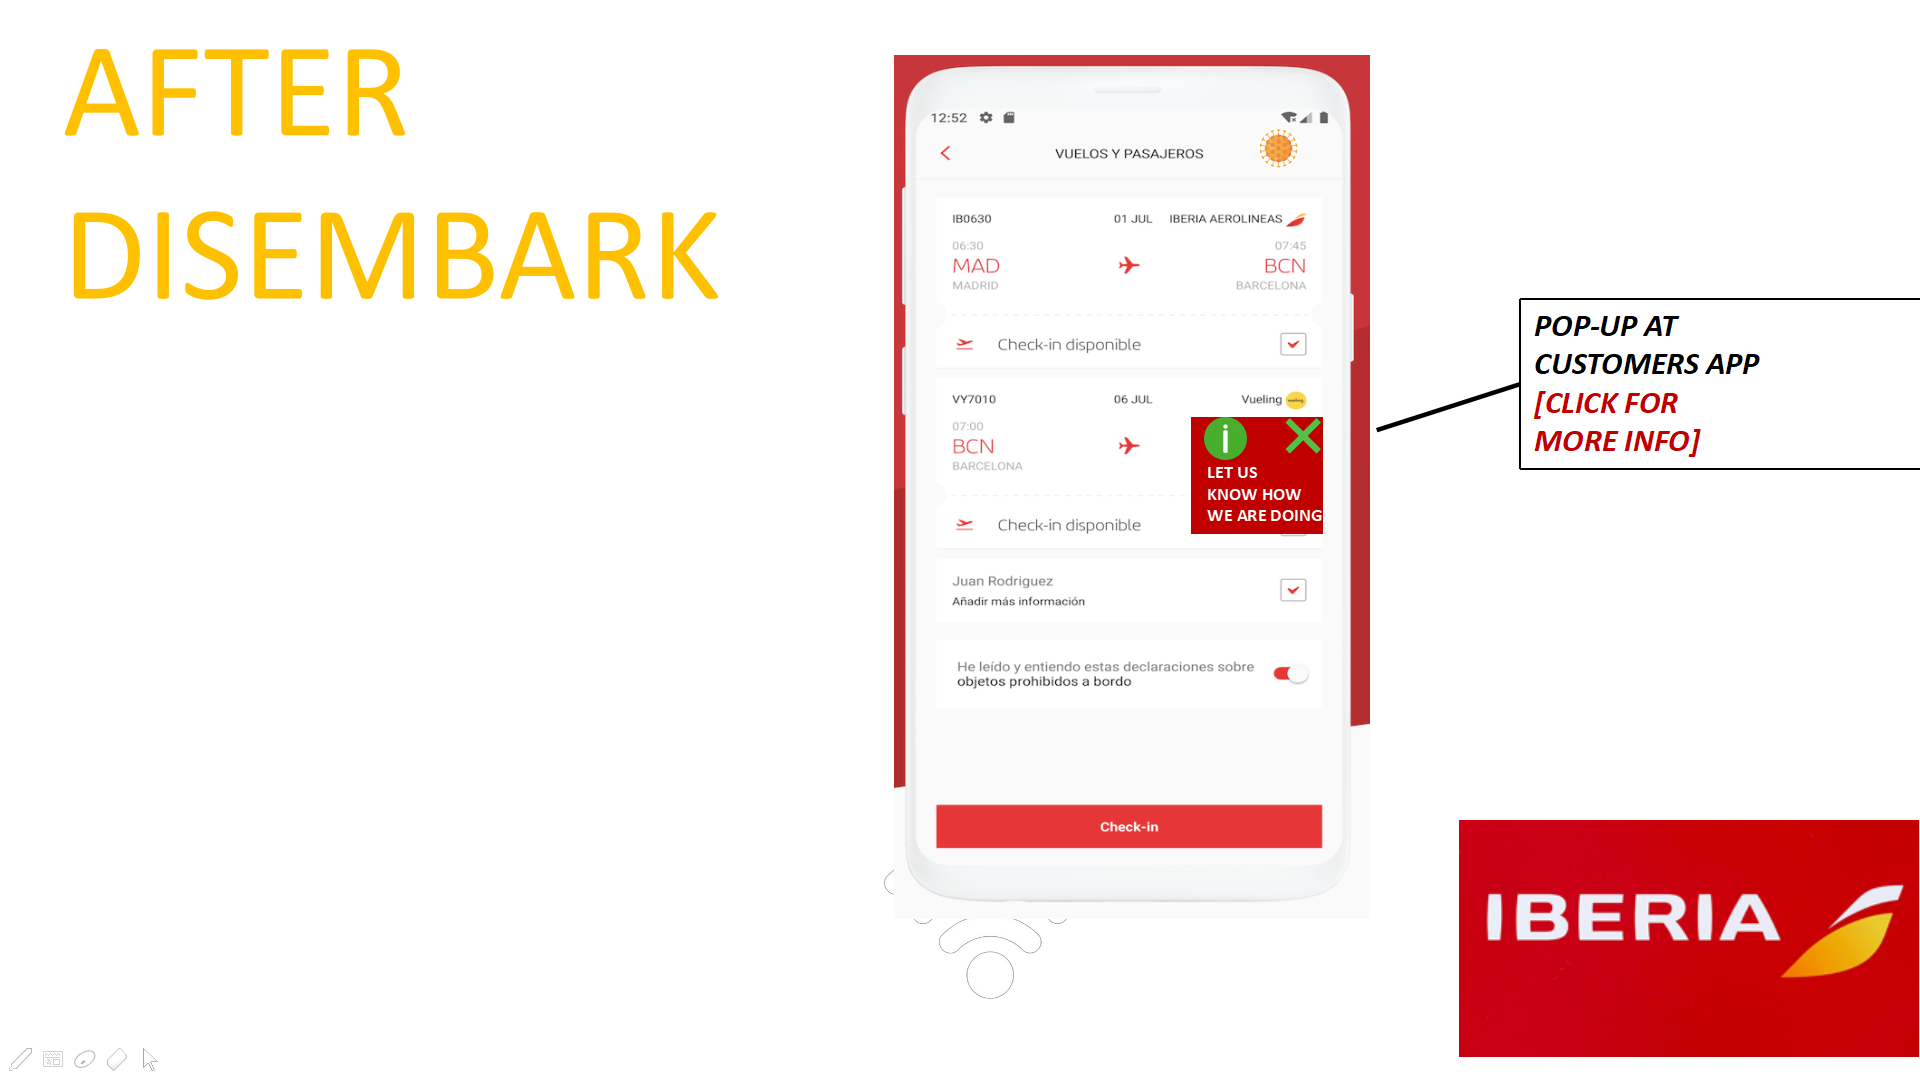 AFTER
DISEMBARK
12:52
VUELOS Y PASAJEROS
IB0630 01 JUL IBERIA AEROLINEAS
06:30 07:45
MAD BCN
MADRID BARCELONA
Check-in disponible
VY7010 06 JUL Vueling vueling
07:00
BCN
BARCELONA
i
LET US
KNOW HOW
WE ARE DOING
Check-in disponible
Juan Rodriguez
Añadir más información
He leído y entiendo estas declaraciones sobre
objetos prohibidos a bordo
Check-in
POP-UP AT
CUSTOMERS APP
[CLICK FOR
MORE INFO]
IBERIA